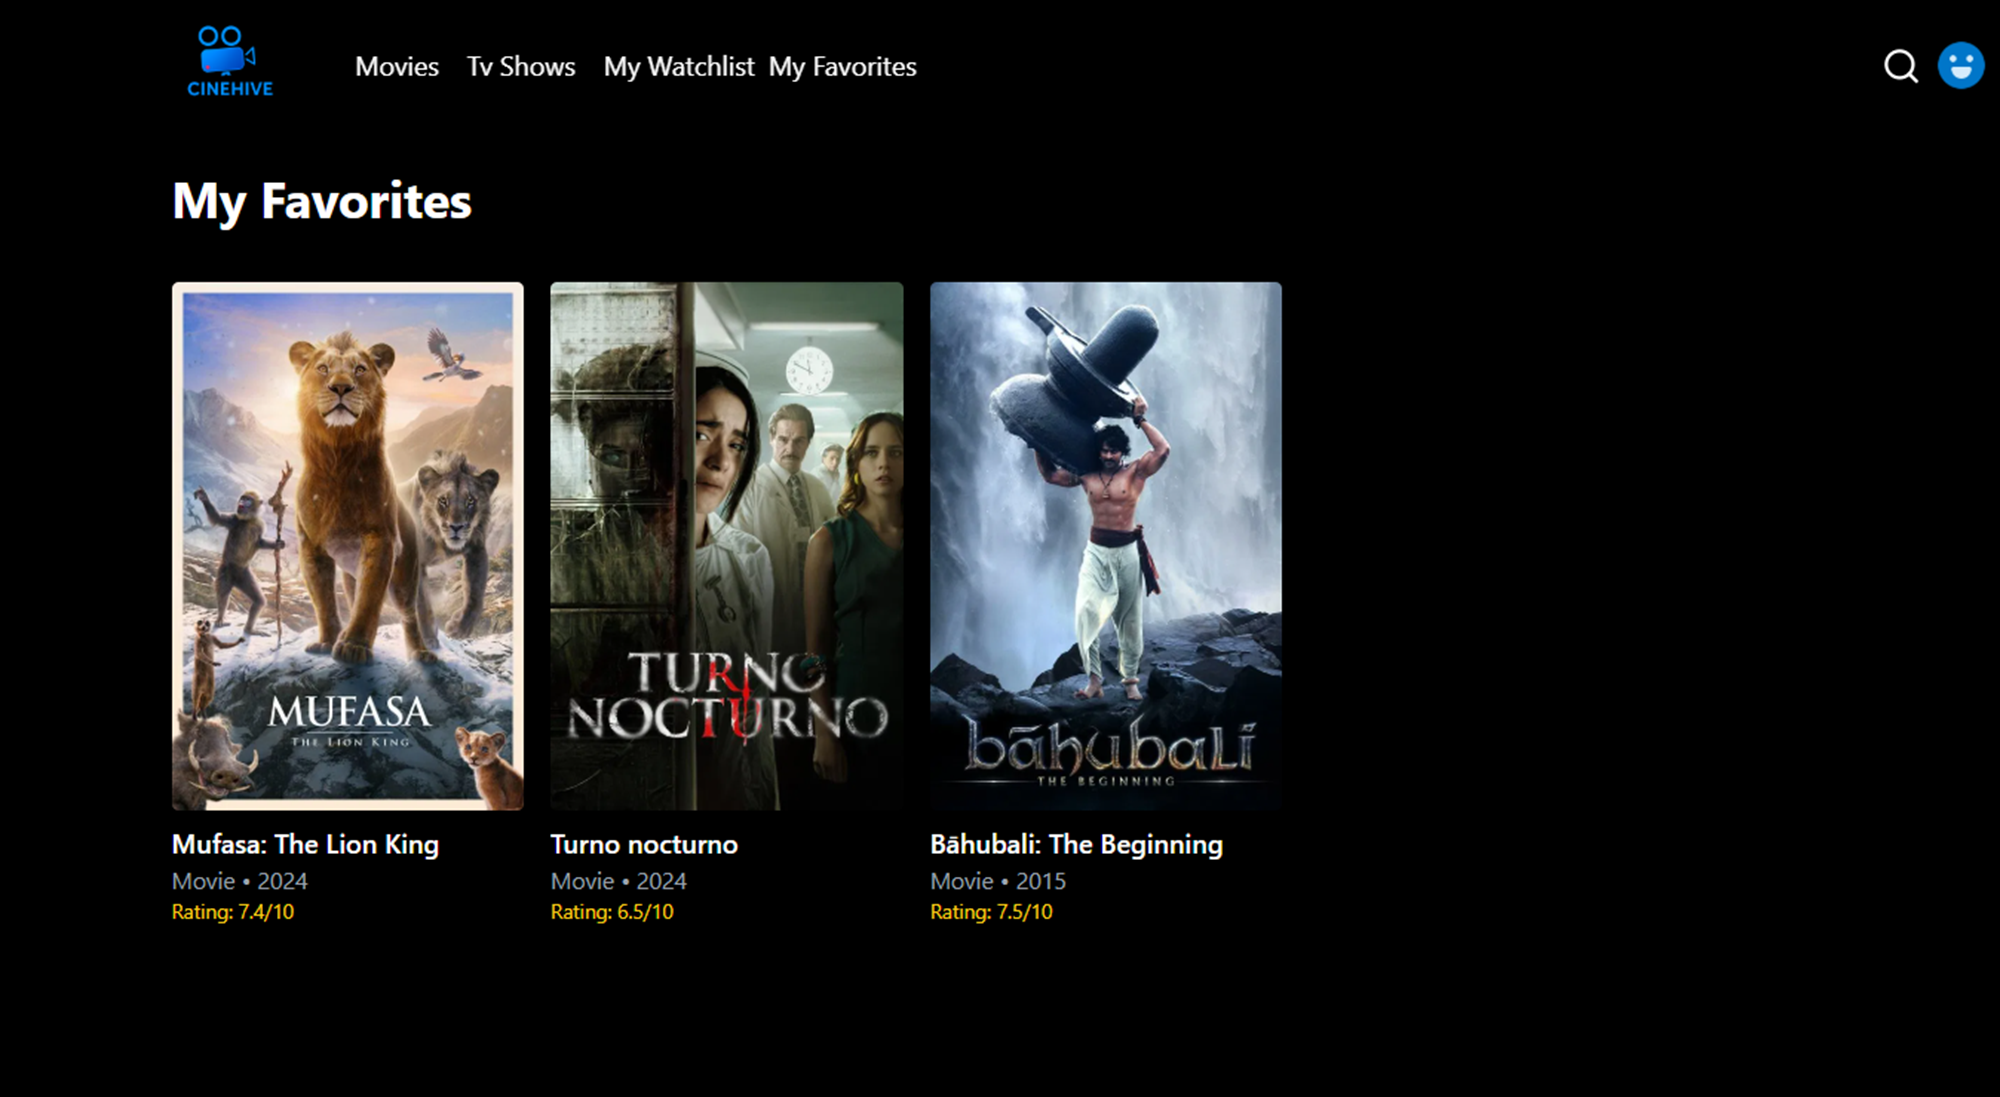 CINEHIVE
Movies Tv Shows My Watchlist My Favorites
My Favorites
MUFASA
THE LION KING
TURNO
NOCTURNO
bāhubali
THE BEGINNING
Mufasa: The Lion King
Movie • 2024
Rating: 7.4/10
Turno nocturno
Movie • 2024
Rating: 6.5/10
Bāhubali: The Beginning
Movie • 2015
Rating: 7.5/10